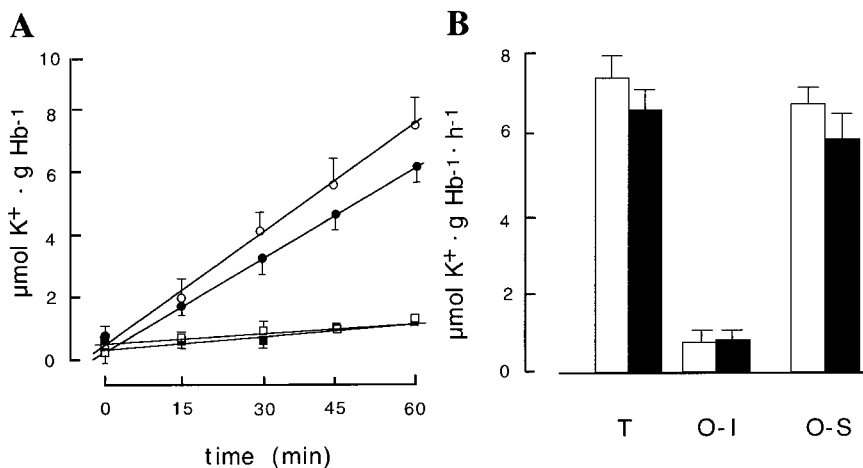 A
10
8
6
4
2
0
µmol K+ · g Hb-1
0 15 30 45 60
time (min)
B
8
6
4
2
0
µmol K+ · g Hb-1 · h-1
T O-I O-S